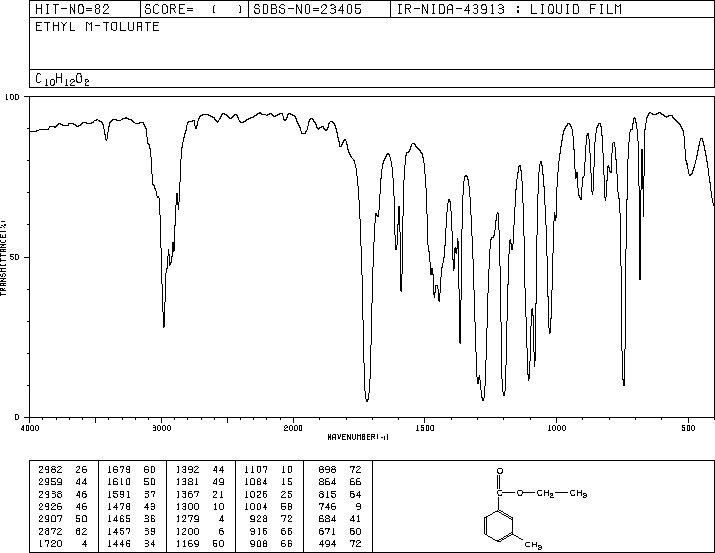 HIT-NO=82 SCORE= ( ) SDBS-NO=23405 IR-NIDA-43913 : LIQUID FILM
ETHYL M-TOLUATE
C10H12O2
100
50
0
TRANSMITTANCE(%)
4000 3000 2000 1500 1000 500
WAVENUMBER(-1)
2982 26 1679 60 1392 44 1107 10 898 72
2959 44 1610 50 1381 49 1084 15 864 66
2938 46 1591 37 1367 21 1026 25 815 64
2926 46 1478 43 1300 10 1004 58 746 9
2907 50 1465 36 1279 4 928 72 684 41
2872 62 1457 39 1200 6 916 66 671 60
1720 4 1446 34 1169 50 908 66 494 72
O
C—O—CH2—CH3
CH3